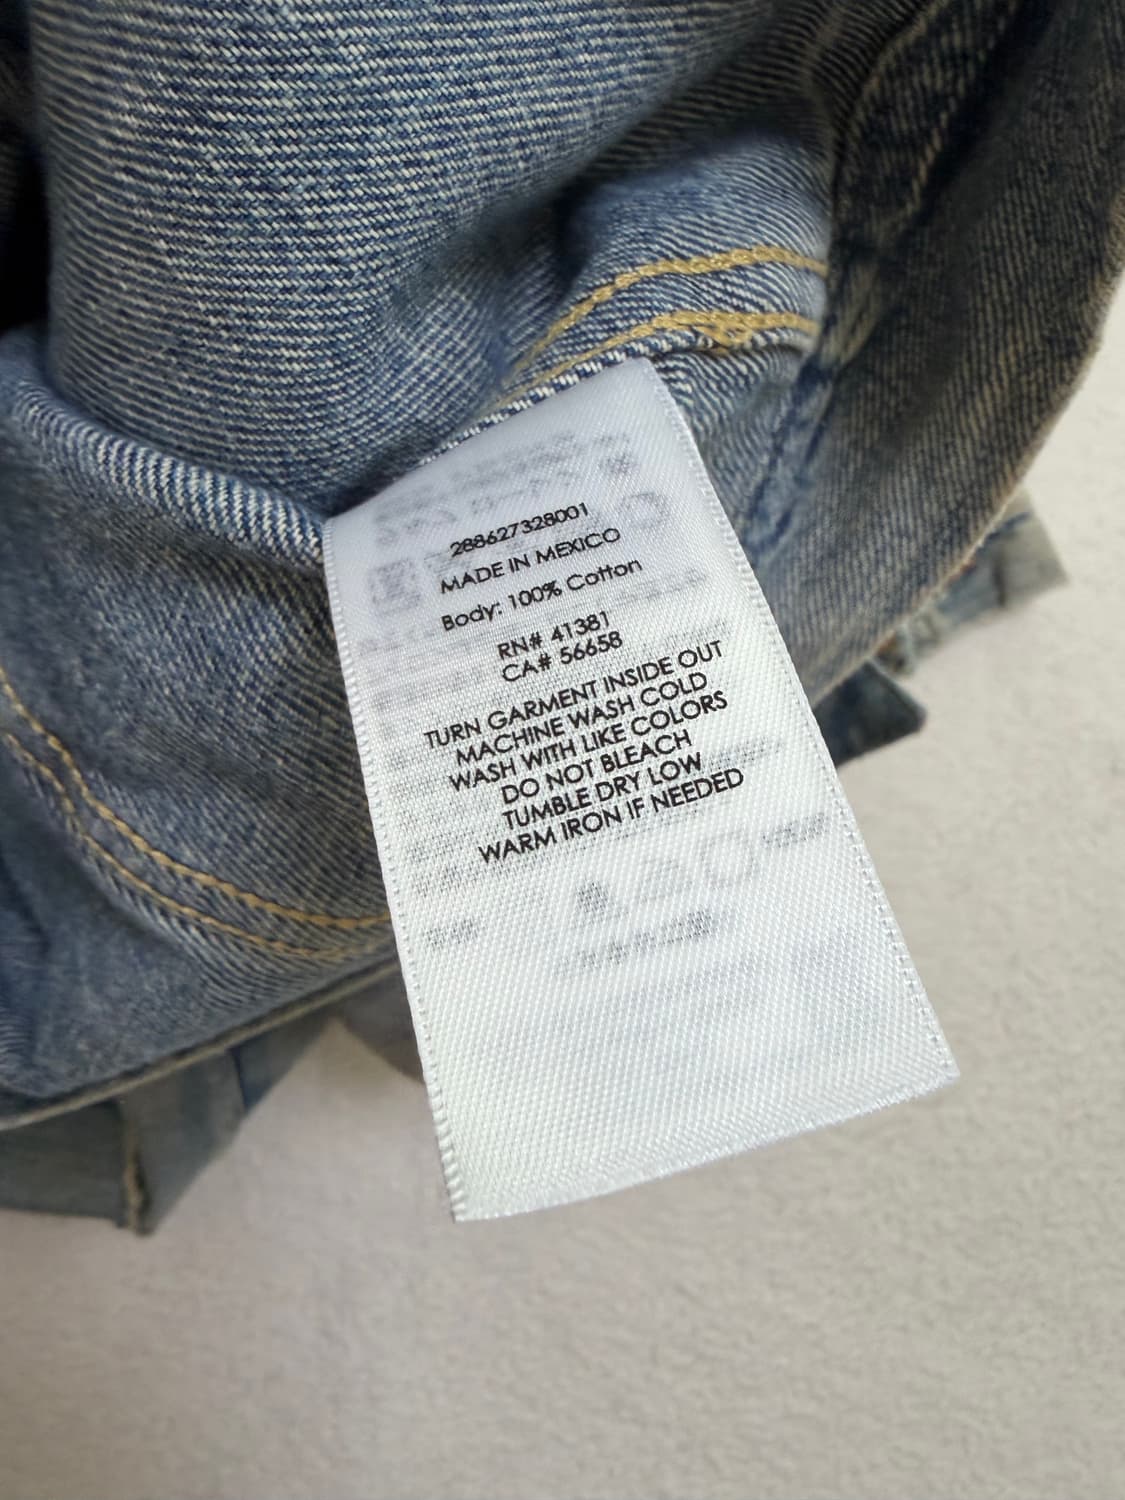 288627328001
MADE IN MEXICO
Body: 100% Cotton
RN# 41381
CA# 56658
TURN GARMENT INSIDE OUT
MACHINE WASH COLD
WASH WITH LIKE COLORS
DO NOT BLEACH
TUMBLE DRY LOW
WARM IRON IF NEEDED